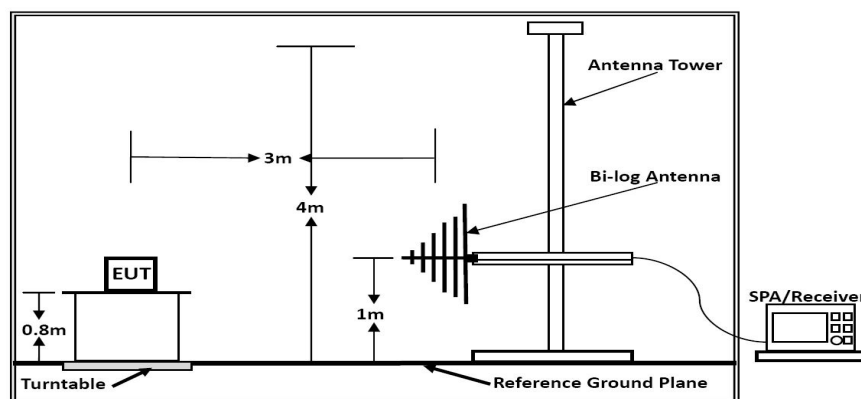 Antenna Tower
3m
Bi-log Antenna
4m
EUT
SPA/Receiver
0.8m
1m
Turntable
Reference Ground Plane